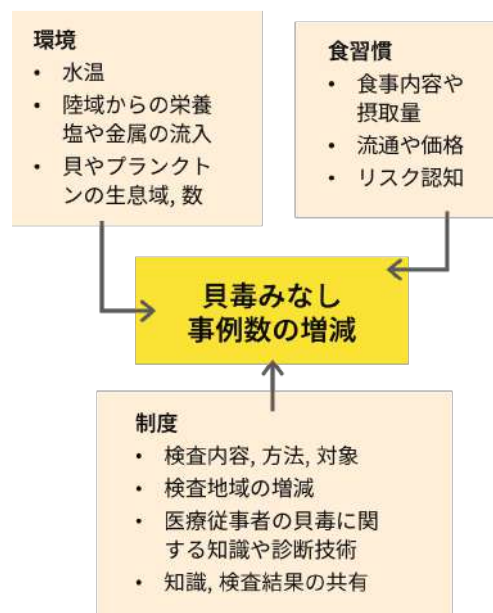 環境
• 水温
• 陸域からの栄養
塩や金属の流入
• 貝やプランクト
ンの生息域, 数
食習慣
• 食事内容や
摂取量
• 流通や価格
• リスク認知
貝毒みなし
事例数の増減
制度
• 検査内容, 方法, 対象
• 検査地域の増減
• 医療従事者の貝毒に関
する知識や診断技術
• 知識, 検査結果の共有